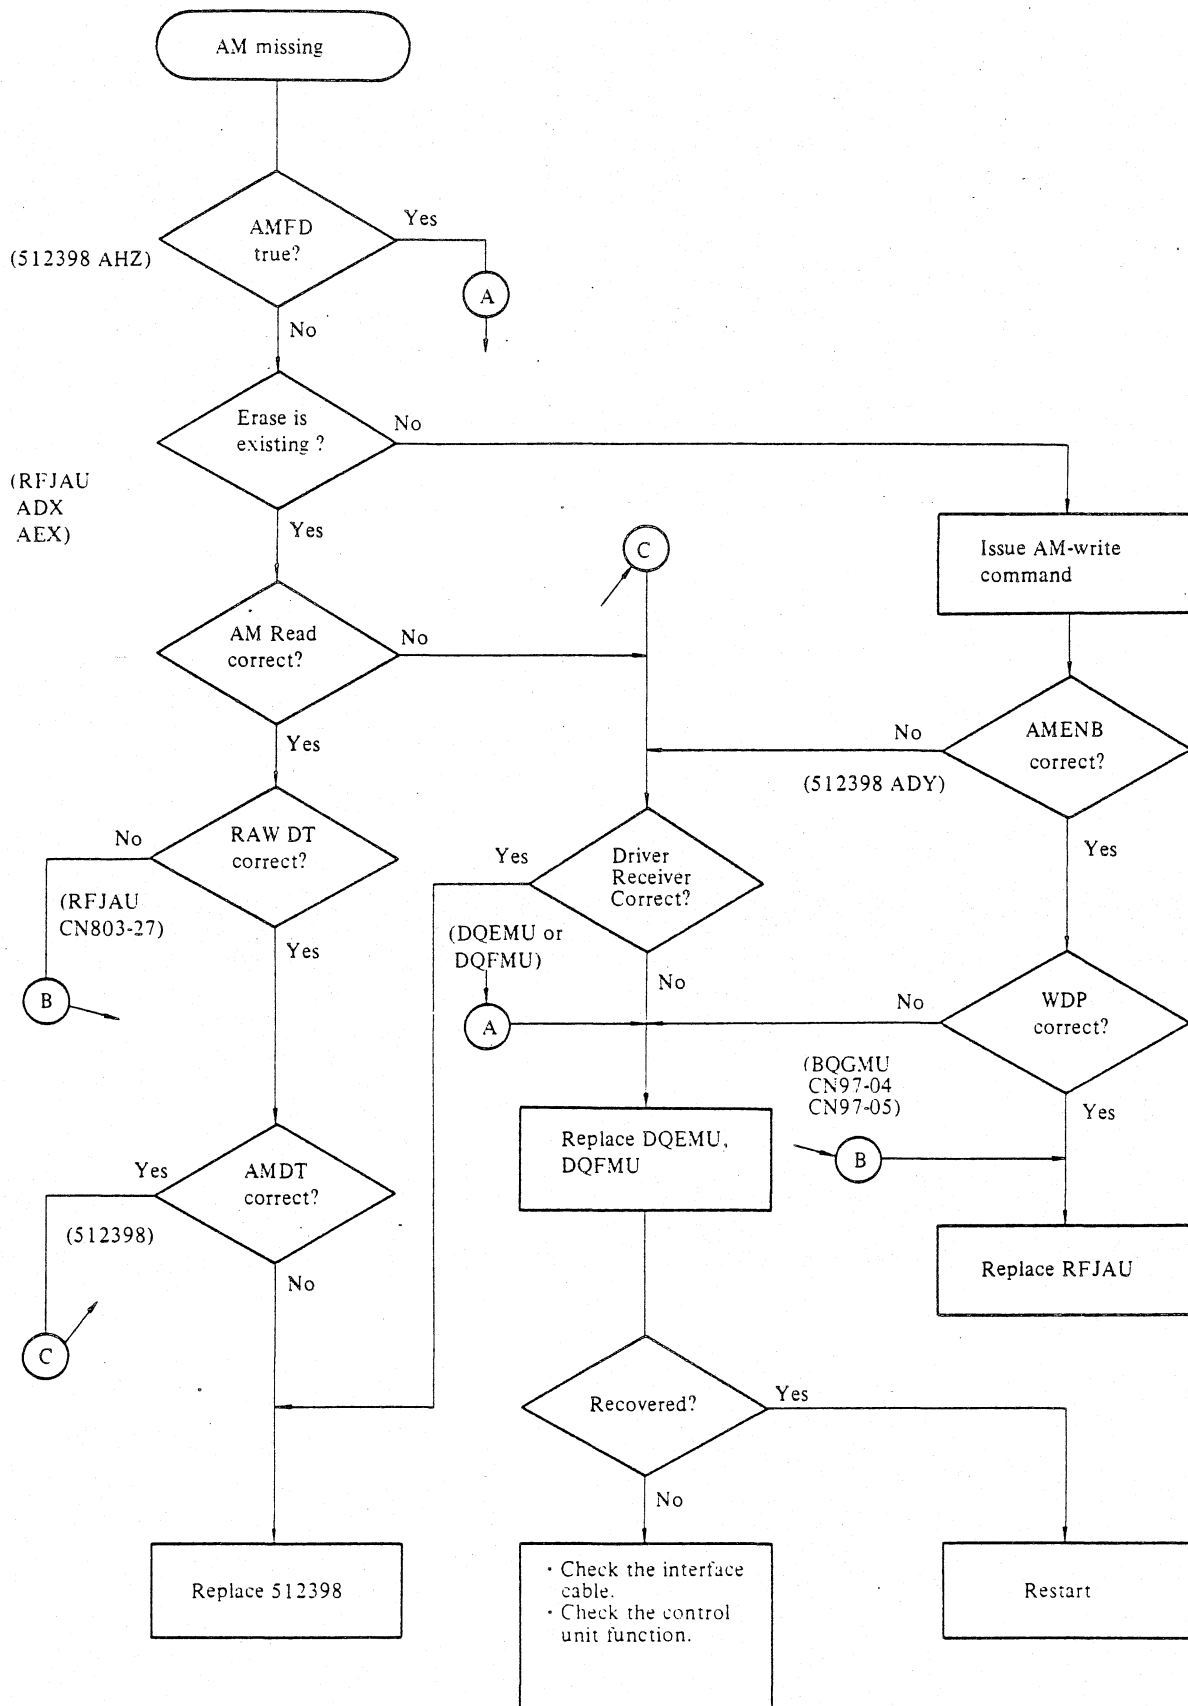 AM missing
AMFD
true?
Yes
(512398 AHZ)
A
No
Erase is
existing ?
No
(RFJAU
ADX
AEX)
Yes
C
Issue AM-write
command
AM Read
correct?
No
Yes
No
AMENB
correct?
(512398 ADY)
Yes
No
RAW DT
correct?
(RFJAU
CN803-27)
Yes
B
Yes
Driver
Receiver
Correct?
(DQEMU or
DQFMU)
No
A
No
WDP
correct?
(BQGMU
CN97-04
CN97-05)
Yes
B
Replace DQEMU,
DQFMU
Yes
AMDT
correct?
(512398)
No
C
Replace RFJAU
Recovered?
Yes
No
Replace 512398
· Check the interface
cable.
· Check the control
unit function.
Restart